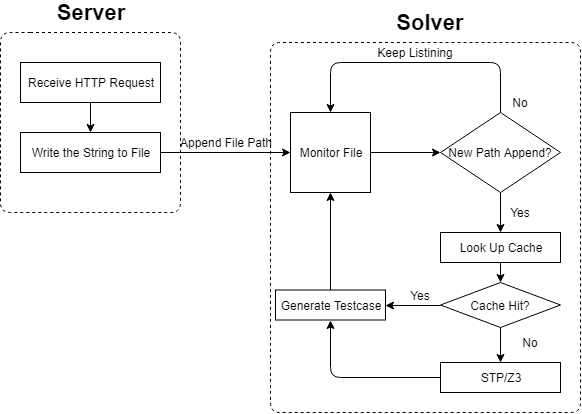 Server
Solver
Keep Listining
Receive HTTP Request
No
Append File Path
Write the String to File
Monitor File
New Path Append?
Yes
Look Up Cache
Yes
Generate Testcase
Cache Hit?
No
STP/Z3